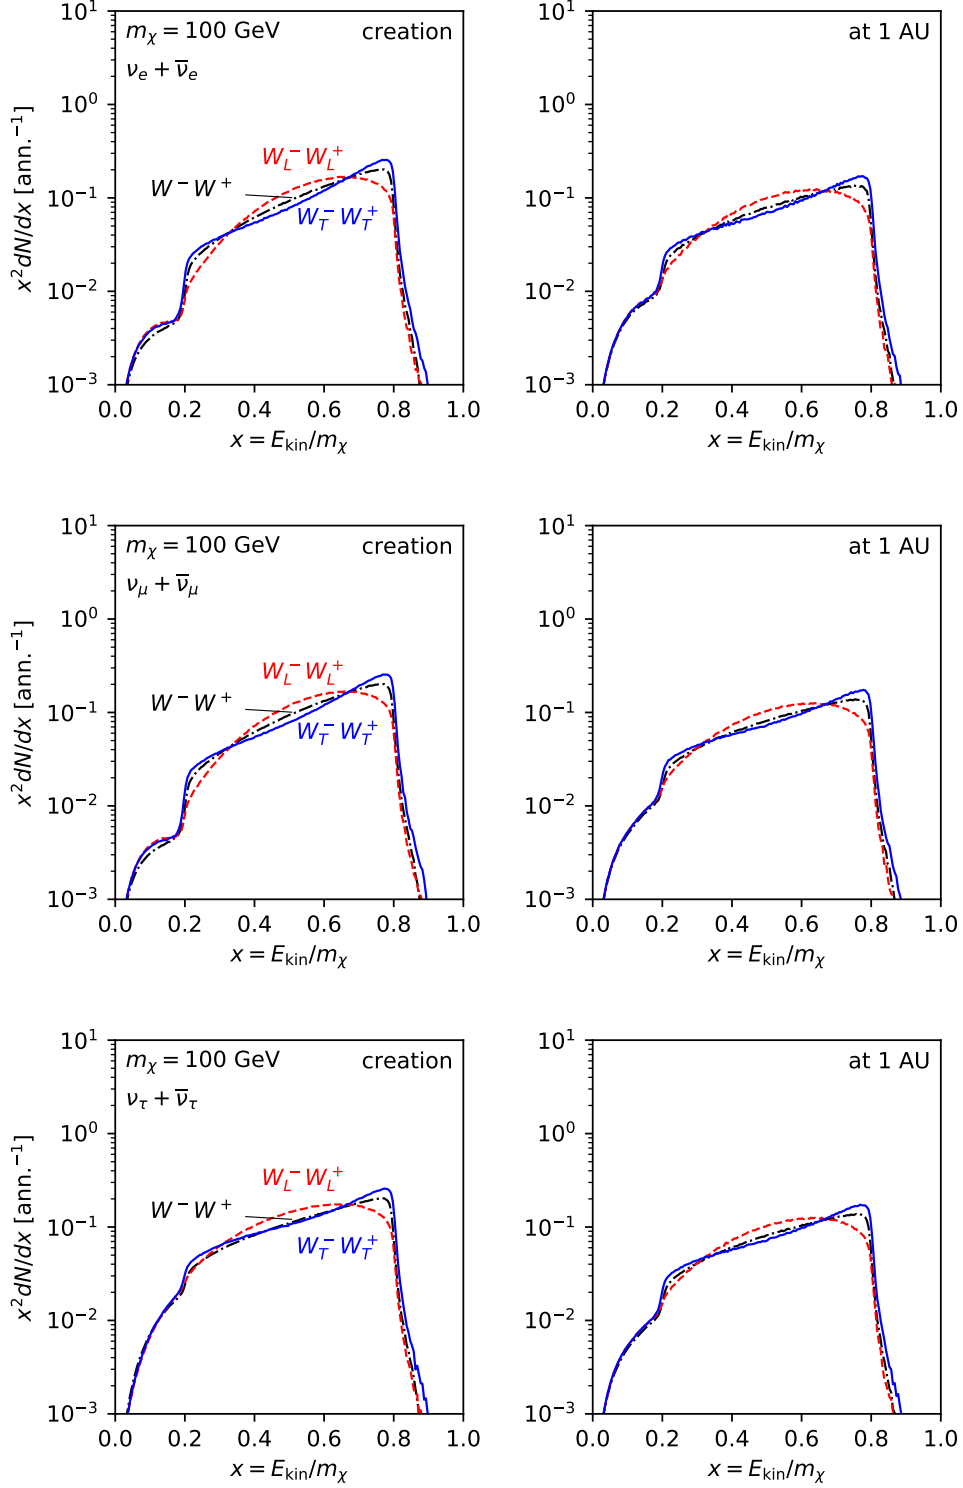 m_χ = 100 GeV creation
ν_e + ν̅_e
W_L^- W_L^+
W^- W^+
W_T^- W_T^+
x^2 dN/dx [ann.^{-1}]
10^1
10^0
10^{-1}
10^{-2}
10^{-3}
0.0 0.2 0.4 0.6 0.8 1.0
x = E_kin/m_χ
at 1 AU
10^1
10^0
10^{-1}
10^{-2}
10^{-3}
0.0 0.2 0.4 0.6 0.8 1.0
x = E_kin/m_χ
m_χ = 100 GeV creation
ν_μ + ν̅_μ
W_L^- W_L^+
W^- W^+
W_T^- W_T^+
x^2 dN/dx [ann.^{-1}]
10^1
10^0
10^{-1}
10^{-2}
10^{-3}
0.0 0.2 0.4 0.6 0.8 1.0
x = E_kin/m_χ
at 1 AU
10^1
10^0
10^{-1}
10^{-2}
10^{-3}
0.0 0.2 0.4 0.6 0.8 1.0
x = E_kin/m_χ
m_χ = 100 GeV creation
ν_τ + ν̅_τ
W_L^- W_L^+
W^- W^+
W_T^- W_T^+
x^2 dN/dx [ann.^{-1}]
10^1
10^0
10^{-1}
10^{-2}
10^{-3}
0.0 0.2 0.4 0.6 0.8 1.0
x = E_kin/m_χ
at 1 AU
10^1
10^0
10^{-1}
10^{-2}
10^{-3}
0.0 0.2 0.4 0.6 0.8 1.0
x = E_kin/m_χ